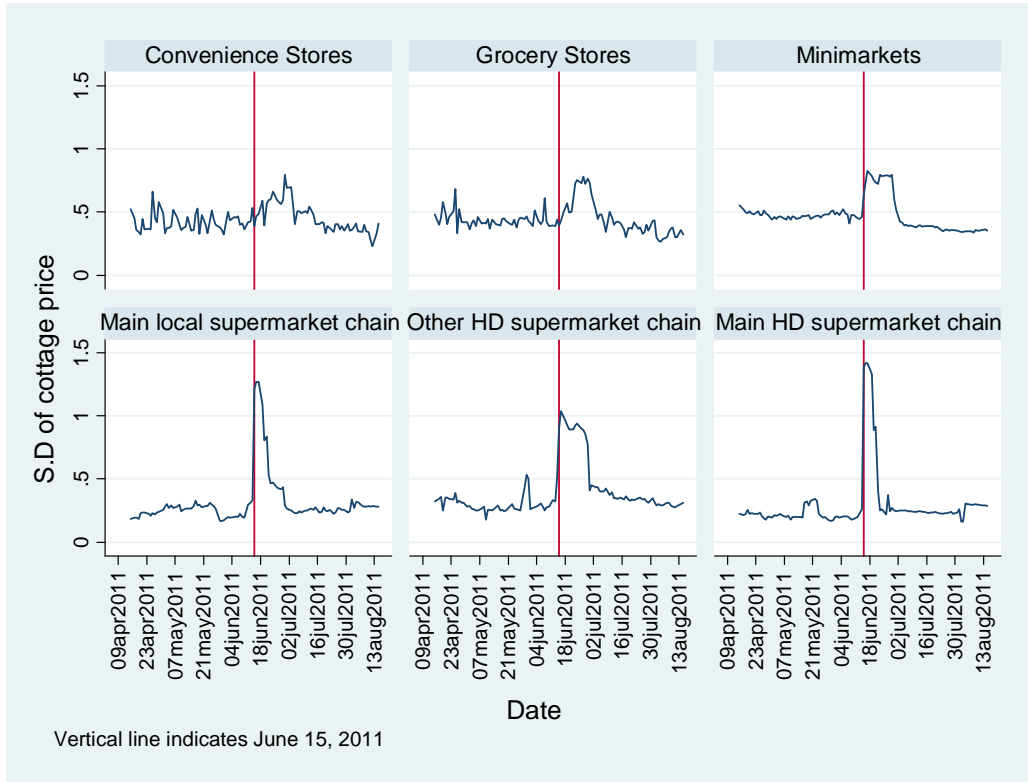 Convenience Stores
Grocery Stores
Minimarkets
1.5
1
.5
0
Main local supermarket chain
Other HD supermarket chain
Main HD supermarket chain
1.5
1
.5
0
S.D of cottage price
09apr2011
23apr2011
07may2011
21may2011
04jun2011
18jun2011
02jul2011
16jul2011
30jul2011
13aug2011
09apr2011
23apr2011
07may2011
21may2011
04jun2011
18jun2011
02jul2011
16jul2011
30jul2011
13aug2011
09apr2011
23apr2011
07may2011
21may2011
04jun2011
18jun2011
02jul2011
16jul2011
30jul2011
13aug2011
Date
Vertical line indicates June 15, 2011